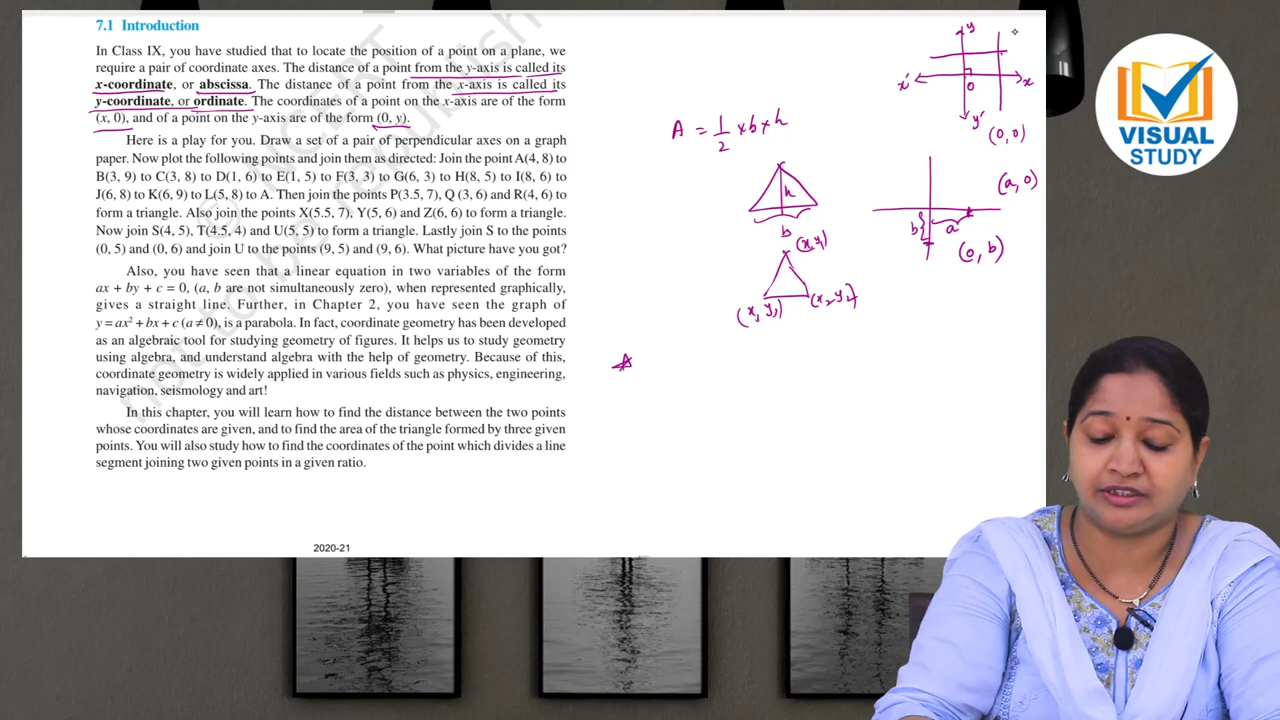 7.1 Introduction
In Class IX, you have studied that to locate the position of a point on a plane, we
require a pair of coordinate axes. The distance of a point from the y-axis is called its
x-coordinate, or abscissa. The distance of a point from the x-axis is called its
y-coordinate, or ordinate. The coordinates of a point on the x-axis are of the form
(x, 0), and of a point on the y-axis are of the form (0, y).
Here is a play for you. Draw a set of a pair of perpendicular axes on a graph
paper. Now plot the following points and join them as directed: Join the point A(4, 8) to
B(3, 9) to C(3, 8) to D(1, 6) to E(1, 5) to F(3, 3) to G(6, 3) to H(8, 5) to I(8, 6) to
J(6, 8) to K(6, 9) to L(5, 8) to A. Then join the points P(3.5, 7), Q (3, 6) and R(4, 6) to
form a triangle. Also join the points X(5.5, 7), Y(5, 6) and Z(6, 6) to form a triangle.
Now join S(4, 5), T(4.5, 4) and U(5, 5) to form a triangle. Lastly join S to the points
(0, 5) and (0, 6) and join U to the points (9, 5) and (9, 6). What picture have you got?
Also, you have seen that a linear equation in two variables of the form
ax + by + c = 0, (a, b are not simultaneously zero), when represented graphically,
gives a straight line. Further, in Chapter 2, you have seen the graph of
y = ax² + bx + c (a ≠ 0), is a parabola. In fact, coordinate geometry has been developed
as an algebraic tool for studying geometry of figures. It helps us to study geometry
using algebra, and understand algebra with the help of geometry. Because of this,
coordinate geometry is widely applied in various fields such as physics, engineering,
navigation, seismology and art!
In this chapter, you will learn how to find the distance between the two points
whose coordinates are given, and to find the area of the triangle formed by three given
points. You will also study how to find the coordinates of the point which divides a line
segment joining two given points in a given ratio.
2020-21
© NCERT
not to be republish
A = 1/2 × b × h
h
b
(x, y₁)
(x₂, y₂)
(x₃ y₃)
y
x' x
0
y'
(0, 0)
(a, 0)
a
b
(0, b)
VISUAL
STUDY